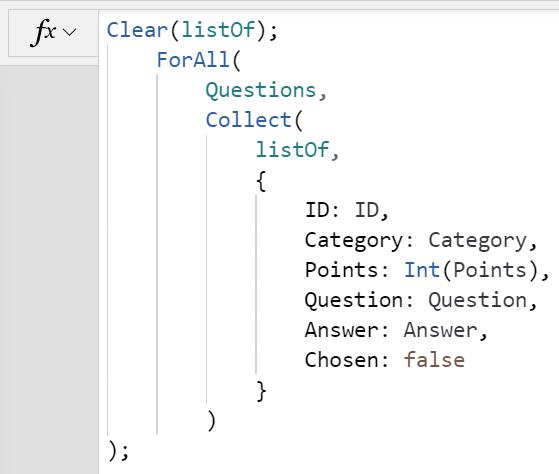 fx
Clear(listOf);
ForAll(
Questions,
Collect(
listOf,
{
ID: ID,
Category: Category,
Points: Int(Points),
Question: Question,
Answer: Answer,
Chosen: false
}
)
);